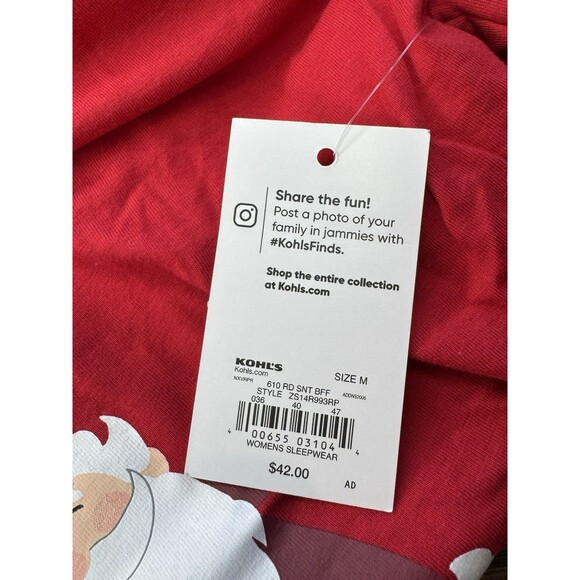 Share the fun!
Post a photo of your
family in jammies with
#KohlsFinds.
Shop the entire collection
at Kohls.com
KOHL'S
Kohls.com
SIZE M
NXVRPR
610 RD SNT BFF
ADDNS2006
STYLE ZS14R993RP
036 40 47
4 00655 03104 4
WOMENS SLEEPWEAR
$42.00
AD